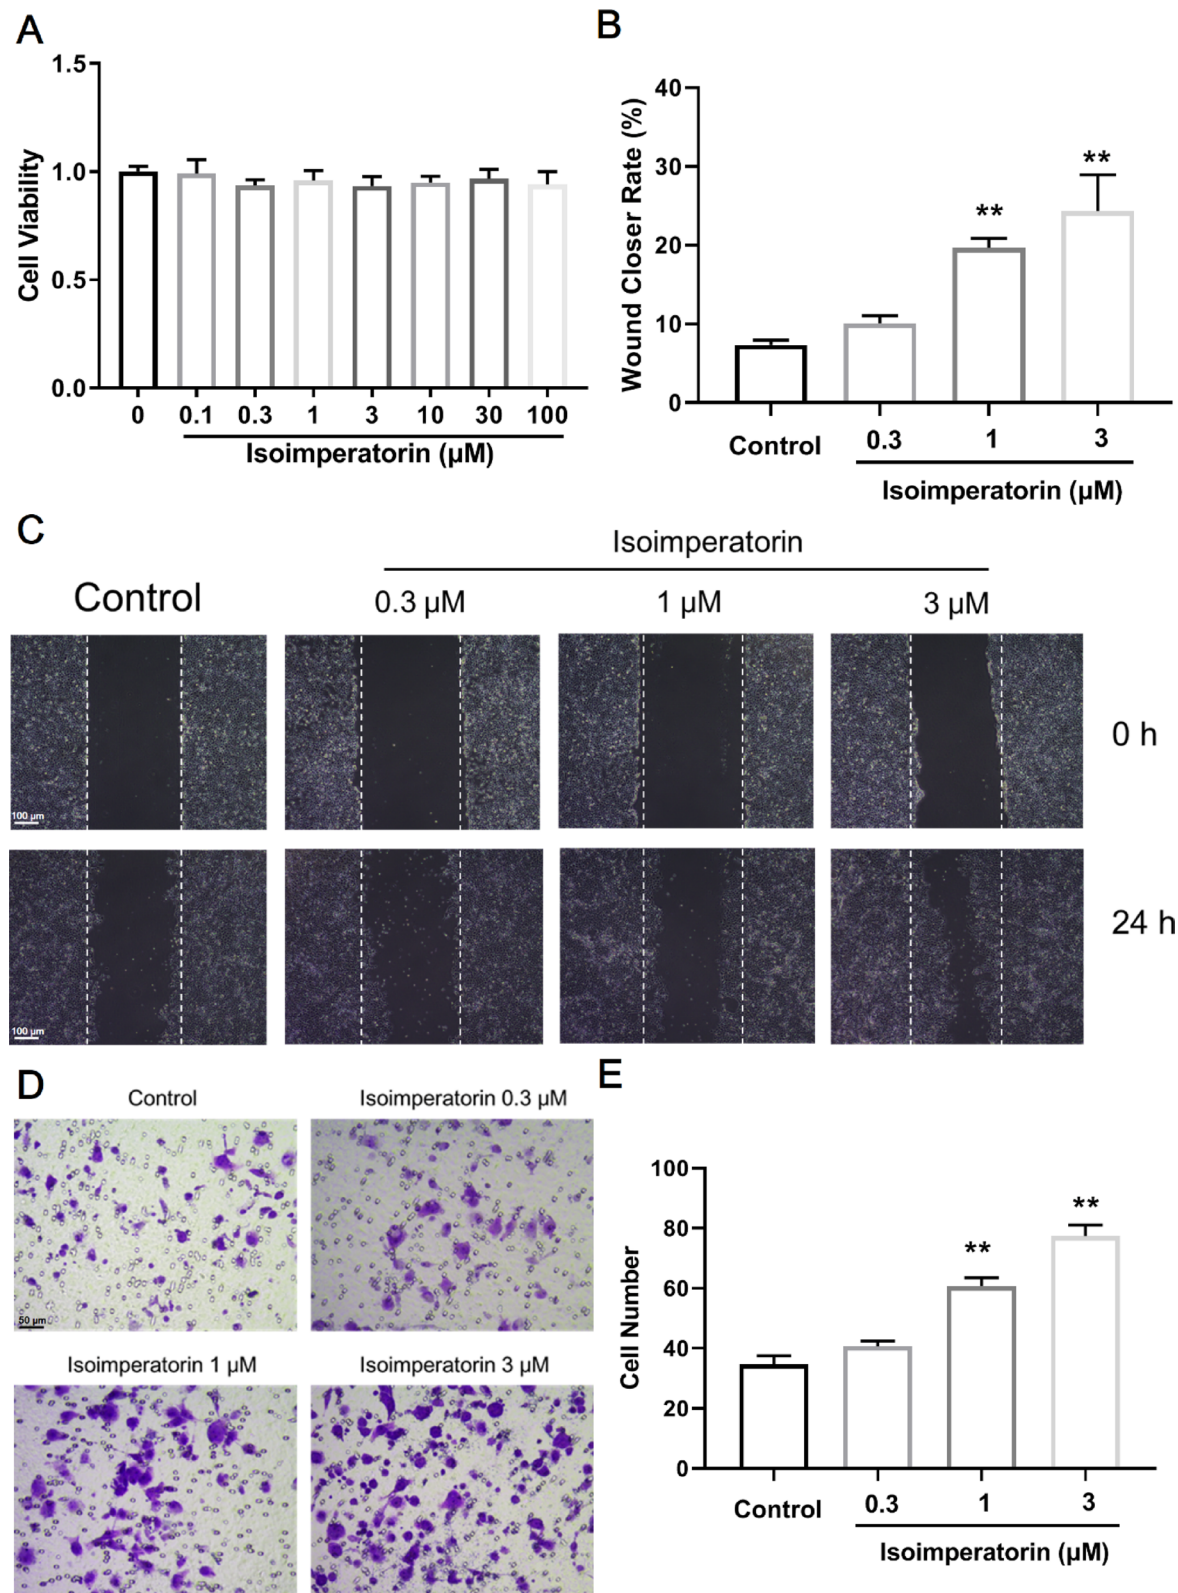 A
1.5
1.0
0.5
0.0
Cell Viability
0 0.1 0.3 1 3 10 30 100
Isoimperatorin (µM)
B
40
30
20
10
0
Wound Closer Rate (%)
**
**
Control 0.3 1 3
Isoimperatorin (µM)
C
Isoimperatorin
Control 0.3 µM 1 µM 3 µM
0 h
100 µm
24 h
100 µm
D
Control Isoimperatorin 0.3 µM
50 µm
Isoimperatorin 1 µM Isoimperatorin 3 µM
E
100
80
60
40
20
0
Cell Number
**
**
Control 0.3 1 3
Isoimperatorin (µM)